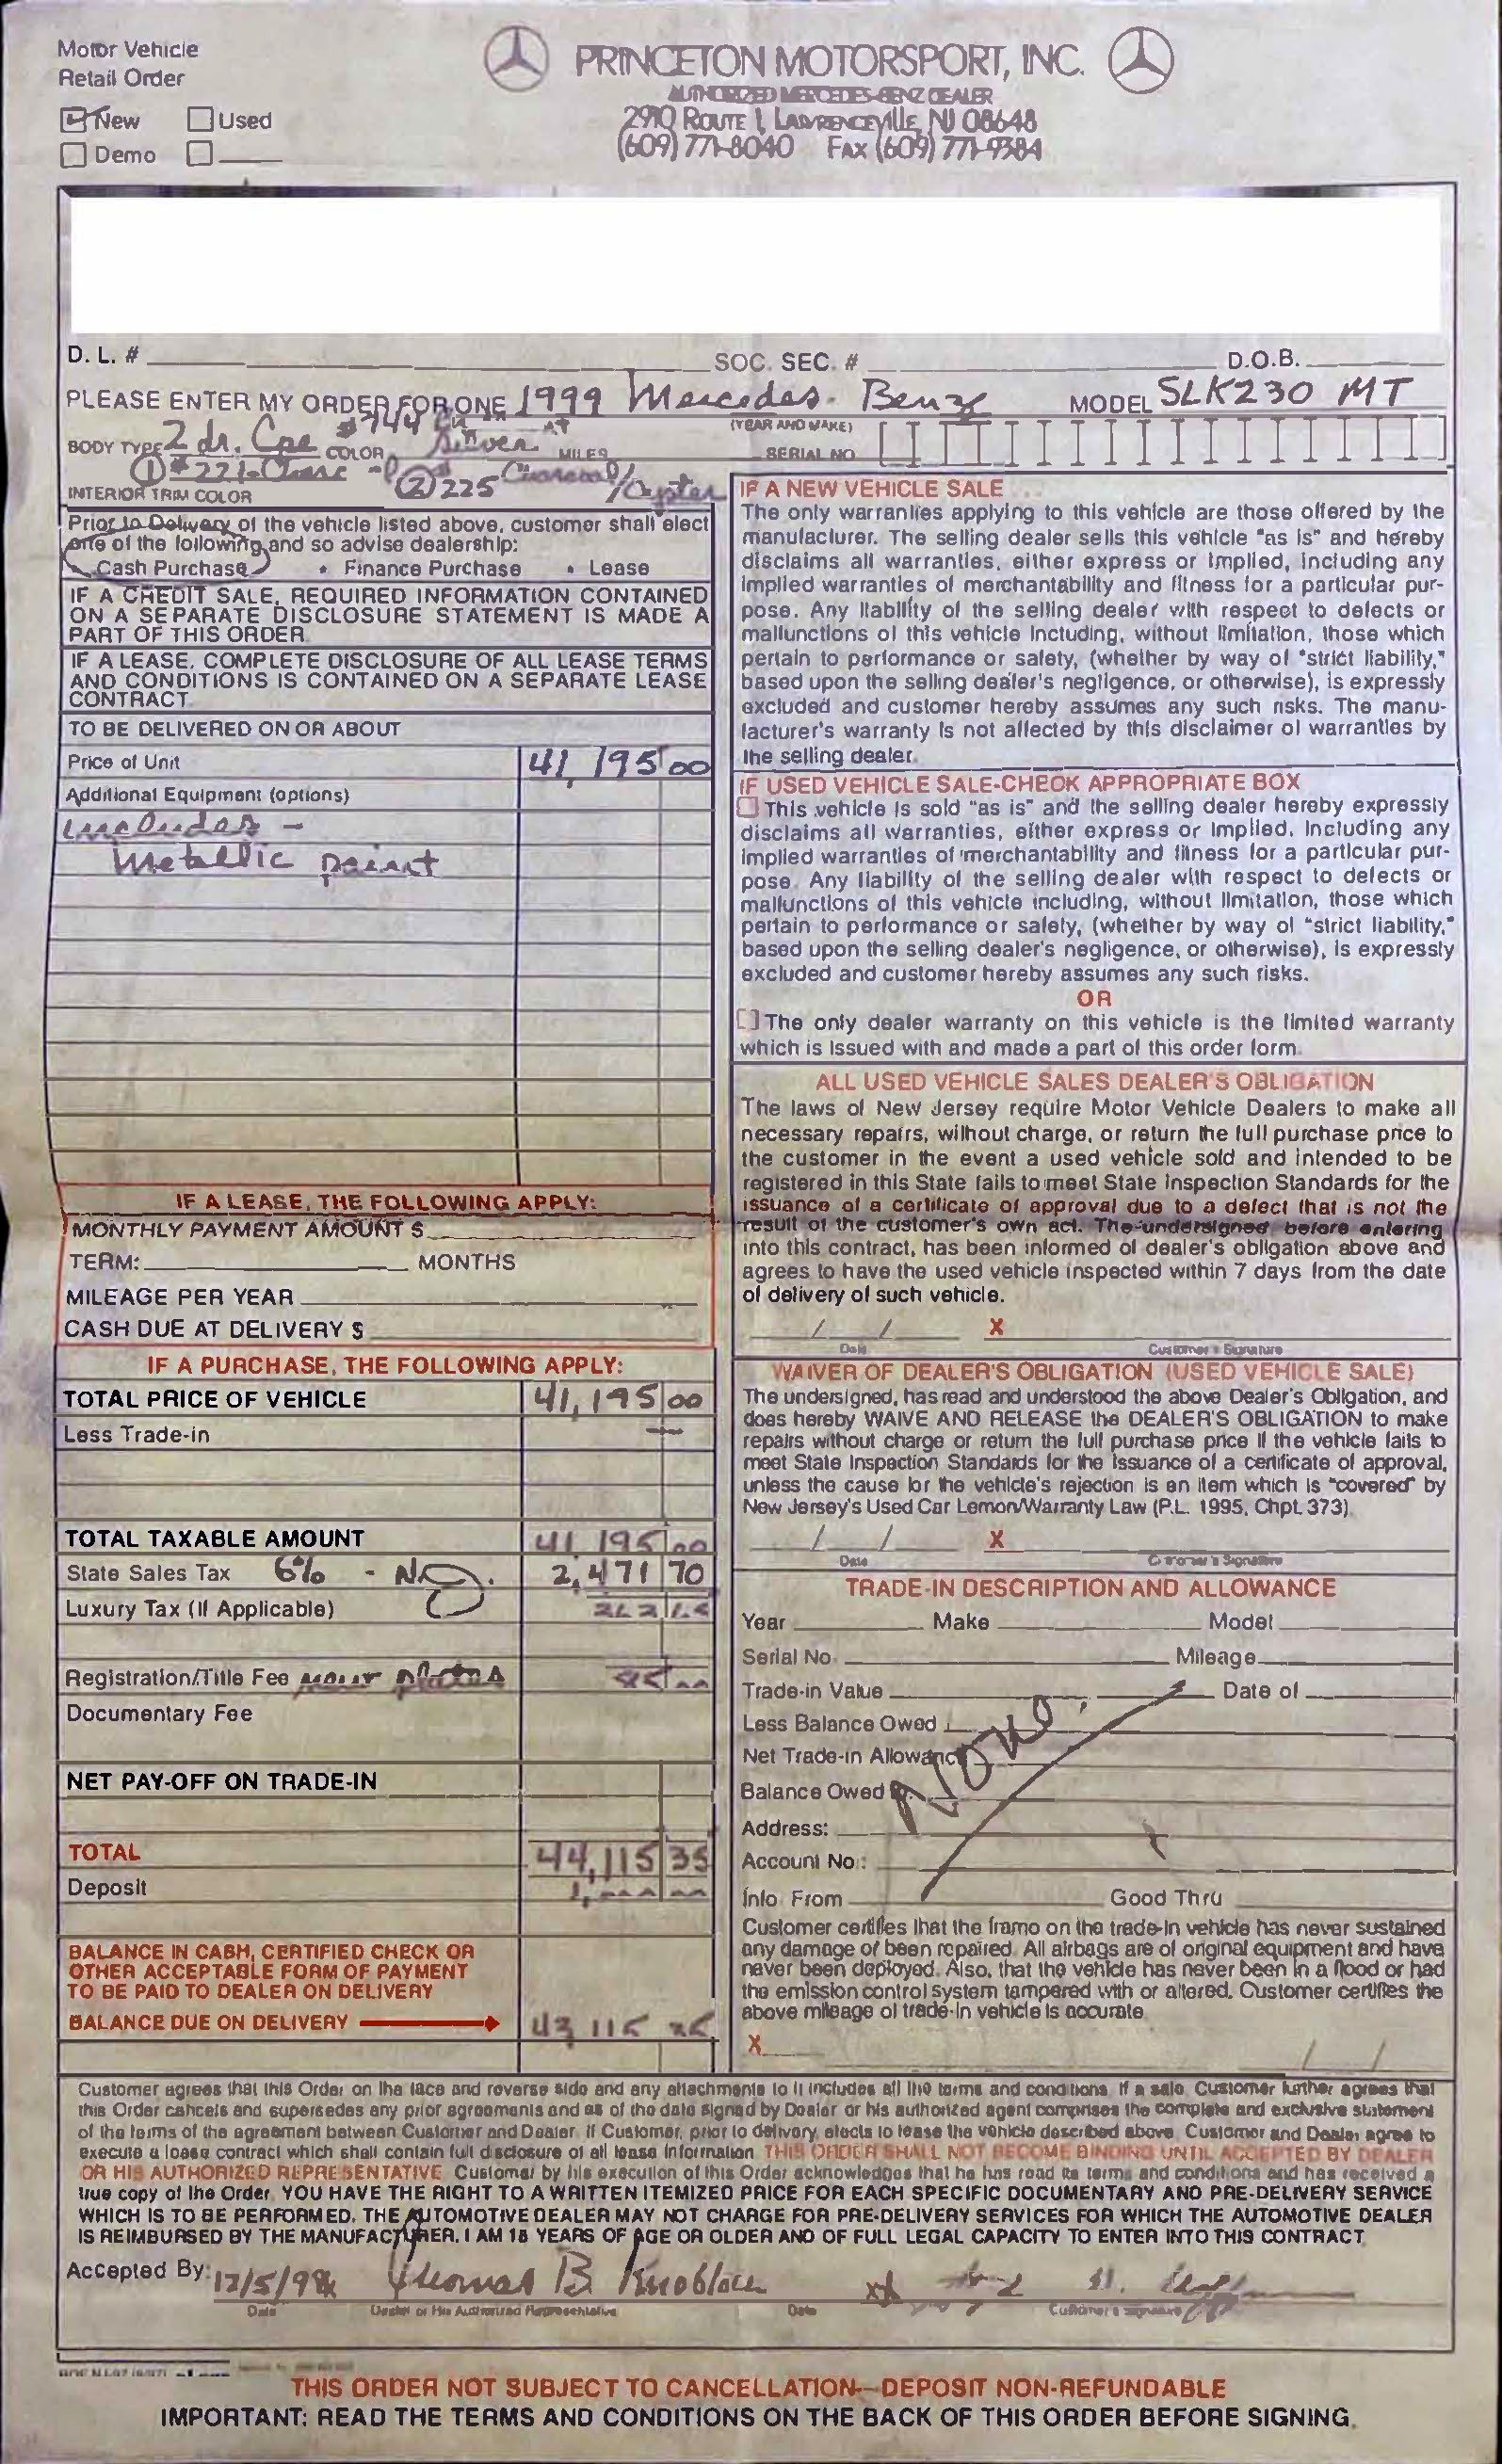 Motor Vehicle
Retail Order
New Used
Demo
PRINCETON MOTORSPORT, INC.
AUTHORIZED MERCEDES-BENZ DEALER
2910 ROUTE 1, LAWRENCEVILLE, NJ 08648
(609) 771-8040 FAX (609) 771-9384
D. L. # SOC. SEC. # D.O.B.
PLEASE ENTER MY ORDER FOR ONE 1999 Mercedes-Benz MODEL SLK230 MT
(YEAR AND MAKE)
BODY TYPE 2 dr. Cpe COLOR #744 Silver MILES SERIAL NO.
INTERIOR TRIM COLOR ① #221 ② 225 Charcoal/Oyster
Prior to Delivery of the vehicle listed above, customer shall elect
one of the following and so advise dealership:
Cash Purchase • Finance Purchase • Lease
IF A CREDIT SALE, REQUIRED INFORMATION CONTAINED
ON A SEPARATE DISCLOSURE STATEMENT IS MADE A
PART OF THIS ORDER.
IF A LEASE, COMPLETE DISCLOSURE OF ALL LEASE TERMS
AND CONDITIONS IS CONTAINED ON A SEPARATE LEASE
CONTRACT
TO BE DELIVERED ON OR ABOUT
Price of Unit 41,195 00
Additional Equipment (options)
includes -
metallic paint
IF A LEASE, THE FOLLOWING APPLY:
MONTHLY PAYMENT AMOUNT $
TERM: MONTHS
MILEAGE PER YEAR
CASH DUE AT DELIVERY $
IF A PURCHASE, THE FOLLOWING APPLY:
TOTAL PRICE OF VEHICLE 41,195 00
Less Trade-in —
TOTAL TAXABLE AMOUNT 41,195 00
State Sales Tax 6% - NJ. 2,471 70
Luxury Tax (If Applicable)
Registration/Title Fee plates
Documentary Fee
NET PAY-OFF ON TRADE-IN
TOTAL 44,115 35
Deposit
BALANCE IN CASH, CERTIFIED CHECK OR
OTHER ACCEPTABLE FORM OF PAYMENT
TO BE PAID TO DEALER ON DELIVERY
BALANCE DUE ON DELIVERY 43 115
IF A NEW VEHICLE SALE . . .
The only warranties applying to this vehicle are those offered by the
manufacturer. The selling dealer sells this vehicle "as is" and hereby
disclaims all warranties, either express or implied, including any
implied warranties of merchantability and fitness for a particular pur-
pose. Any liability of the selling dealer with respect to defects or
malfunctions of this vehicle including, without limitation, those which
pertain to performance or safety, (whether by way of "strict liability,"
based upon the selling dealer's negligence, or otherwise), is expressly
excluded and customer hereby assumes any such risks. The manu-
facturer's warranty is not affected by this disclaimer of warranties by
the selling dealer.
IF USED VEHICLE SALE-CHECK APPROPRIATE BOX
This vehicle is sold "as is" and the selling dealer hereby expressly
disclaims all warranties, either express or implied, including any
implied warranties of merchantability and fitness for a particular pur-
pose. Any liability of the selling dealer with respect to defects or
malfunctions of this vehicle including, without limitation, those which
pertain to performance or safety, (whether by way of "strict liability,"
based upon the selling dealer's negligence, or otherwise), is expressly
excluded and customer hereby assumes any such risks.
OR
The only dealer warranty on this vehicle is the limited warranty
which is issued with and made a part of this order form.
ALL USED VEHICLE SALES DEALER'S OBLIGATION
The laws of New Jersey require Motor Vehicle Dealers to make all
necessary repairs, without charge, or return the full purchase price to
the customer in the event a used vehicle sold and intended to be
registered in this State fails to meet State Inspection Standards for the
issuance of a certificate of approval due to a defect that is not the
result of the customer's own act. The undersigned before entering
into this contract, has been informed of dealer's obligation above and
agrees to have the used vehicle inspected within 7 days from the date
of delivery of such vehicle.
/ / X
Date Customer's Signature
WAIVER OF DEALER'S OBLIGATION (USED VEHICLE SALE)
The undersigned, has read and understood the above Dealer's Obligation, and
does hereby WAIVE AND RELEASE the DEALER'S OBLIGATION to make
repairs without charge or return the full purchase price if the vehicle fails to
meet State Inspection Standards for the issuance of a certificate of approval,
unless the cause for the vehicle's rejection is an item which is "covered" by
New Jersey's Used Car Lemon/Warranty Law (P.L. 1995, Chpt. 373).
/ / X
Date Customer's Signature
TRADE-IN DESCRIPTION AND ALLOWANCE
Year Make Model
Serial No. Mileage
Trade-in Value Date of
Less Balance Owed
Net Trade-in Allowance
None.
Balance Owed
Address:
Account No.:
Info From Good Thru
Customer certifies that the frame on the trade-in vehicle has never sustained
any damage or been repaired. All airbags are of original equipment and have
never been deployed. Also, that the vehicle has never been in a flood or had
the emission control system tampered with or altered. Customer certifies the
above mileage of trade-in vehicle is accurate.
X / /
Customer agrees that this Order on the face and reverse side and any attachments to it includes all the terms and conditions. If a sale, Customer further agrees that
this Order cancels and supersedes any prior agreements and as of the date signed by Dealer or his authorized agent comprises the complete and exclusive statement
of the terms of the agreement between Customer and Dealer. If Customer, prior to delivery, elects to lease the vehicle described above, Customer and Dealer agree to
execute a lease contract which shall contain full disclosure of all lease information. THIS ORDER SHALL NOT BECOME BINDING UNTIL ACCEPTED BY DEALER
OR HIS AUTHORIZED REPRESENTATIVE. Customer by his execution of this Order acknowledges that he has read its terms and conditions and has received a
true copy of the Order. YOU HAVE THE RIGHT TO A WRITTEN ITEMIZED PRICE FOR EACH SPECIFIC DOCUMENTARY AND PRE-DELIVERY SERVICE
WHICH IS TO BE PERFORMED. THE AUTOMOTIVE DEALER MAY NOT CHARGE FOR PRE-DELIVERY SERVICES FOR WHICH THE AUTOMOTIVE DEALER
IS REIMBURSED BY THE MANUFACTURER. I AM 18 YEARS OF AGE OR OLDER AND OF FULL LEGAL CAPACITY TO ENTER INTO THIS CONTRACT.
Accepted By: 12/5/98 Thomas B Knobloch
Date Dealer or His Authorized Representative Date Customer's Signature
THIS ORDER NOT SUBJECT TO CANCELLATION—DEPOSIT NON-REFUNDABLE
IMPORTANT: READ THE TERMS AND CONDITIONS ON THE BACK OF THIS ORDER BEFORE SIGNING.